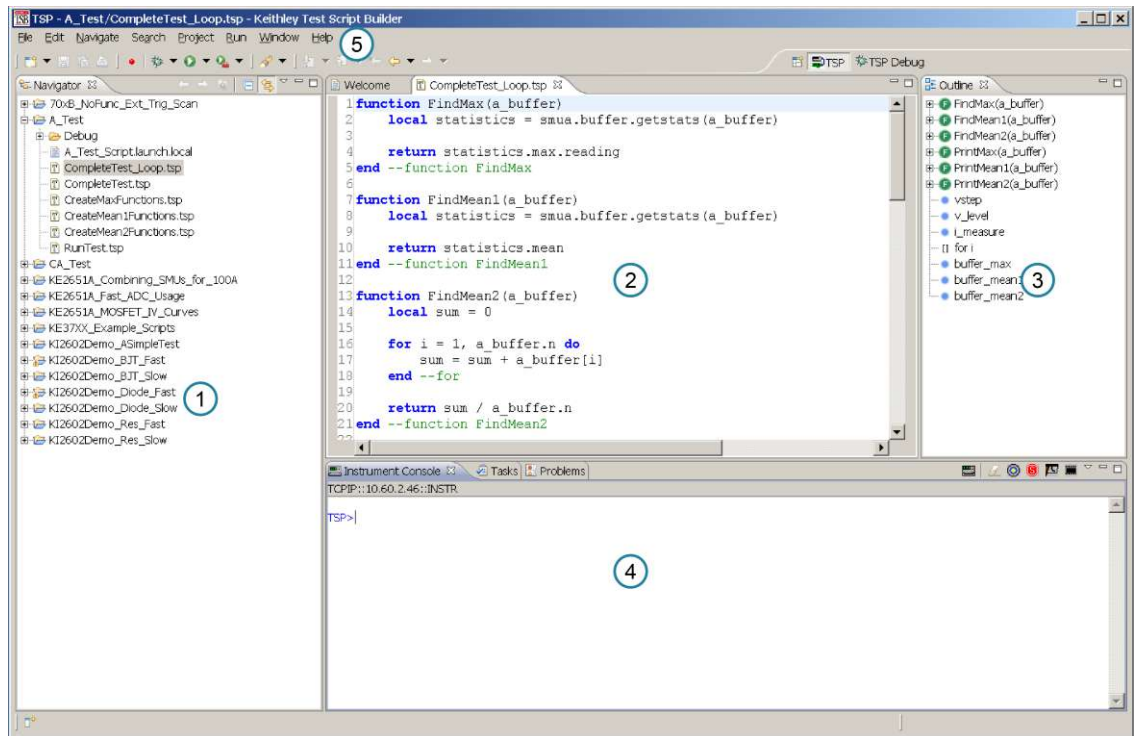 TSP - A_Test/CompleteTest_Loop.tsp - Keithley Test Script Builder
File Edit Navigate Search Project Run Window Help
5
TSP TSP Debug
Navigator
70xB_NoFunc_Ext_Trig_Scan
A_Test
Debug
A_Test_Script.launch.local
CompleteTest_Loop.tsp
CompleteTest.tsp
CreateMaxFunctions.tsp
CreateMean1Functions.tsp
CreateMean2Functions.tsp
RunTest.tsp
CA_Test
KE2651A_Combining_SMUs_for_100A
KE2651A_Fast_ADC_Usage
KE2651A_MOSFET_IV_Curves
KE37XX_Example_Scripts
KI2602Demo_ASimpleTest
KI2602Demo_BJT_Fast
KI2602Demo_BJT_Slow
KI2602Demo_Diode_Fast
KI2602Demo_Diode_Slow
KI2602Demo_Res_Fast
KI2602Demo_Res_Slow
1
Welcome CompleteTest_Loop.tsp
1 function FindMax(a_buffer)
2 local statistics = smua.buffer.getstats(a_buffer)
3
4 return statistics.max.reading
5 end --function FindMax
6
7 function FindMean1(a_buffer)
8 local statistics = smua.buffer.getstats(a_buffer)
9
10 return statistics.mean
11 end --function FindMean1
12
13 function FindMean2(a_buffer)
14 local sum = 0
15
16 for i = 1, a_buffer.n do
17 sum = sum + a_buffer[i]
18 end --for
19
20 return sum / a_buffer.n
21 end --function FindMean2
22
2
Outline
FindMax(a_buffer)
FindMean1(a_buffer)
FindMean2(a_buffer)
PrintMax(a_buffer)
PrintMean1(a_buffer)
PrintMean2(a_buffer)
vstep
v_level
i_measure
for i
buffer_max
buffer_mean1
buffer_mean2
3
Instrument Console Tasks Problems
TCPIP::10.60.2.46::INSTR
TSP>
4